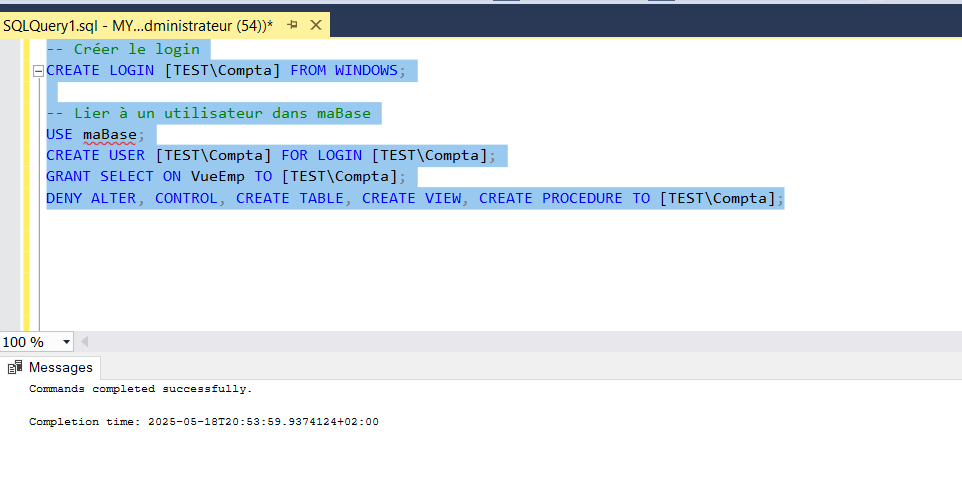 SQLQuery1.sql - MY...dministrateur (54))*
-- Créer le login
CREATE LOGIN [TEST\Compta] FROM WINDOWS;
-- Lier à un utilisateur dans maBase
USE maBase;
CREATE USER [TEST\Compta] FOR LOGIN [TEST\Compta];
GRANT SELECT ON VueEmp TO [TEST\Compta];
DENY ALTER, CONTROL, CREATE TABLE, CREATE VIEW, CREATE PROCEDURE TO [TEST\Compta];
100 %
Messages
Commands completed successfully.
Completion time: 2025-05-18T20:53:59.9374124+02:00